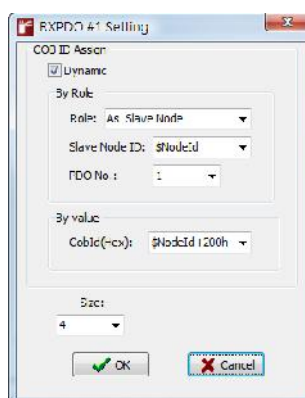 RXPDO #1 Setting
COB ID Assign
Dynamic
By Rule
Role: As Slave Node
Slave Node ID: $NodeId
PDO No.: 1
By value
CobId(Hex): $NodeId+200h
Size:
4
OK
Cancel